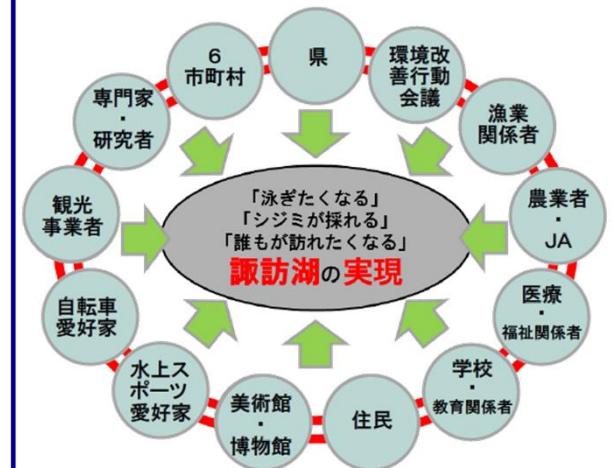 6
市町村
県
環境改
善行動
会議
専門家
・
研究者
漁業
関係者
観光
事業者
「泳ぎたくなる」
「シジミが採れる」
「誰もが訪れたくなる」
諏訪湖の実現
農業者
・
JA
自転車
愛好家
医療
・
福祉関係者
水上ス
ポーツ
愛好家
美術館
・
博物館
住民
学校
・
教育関係者